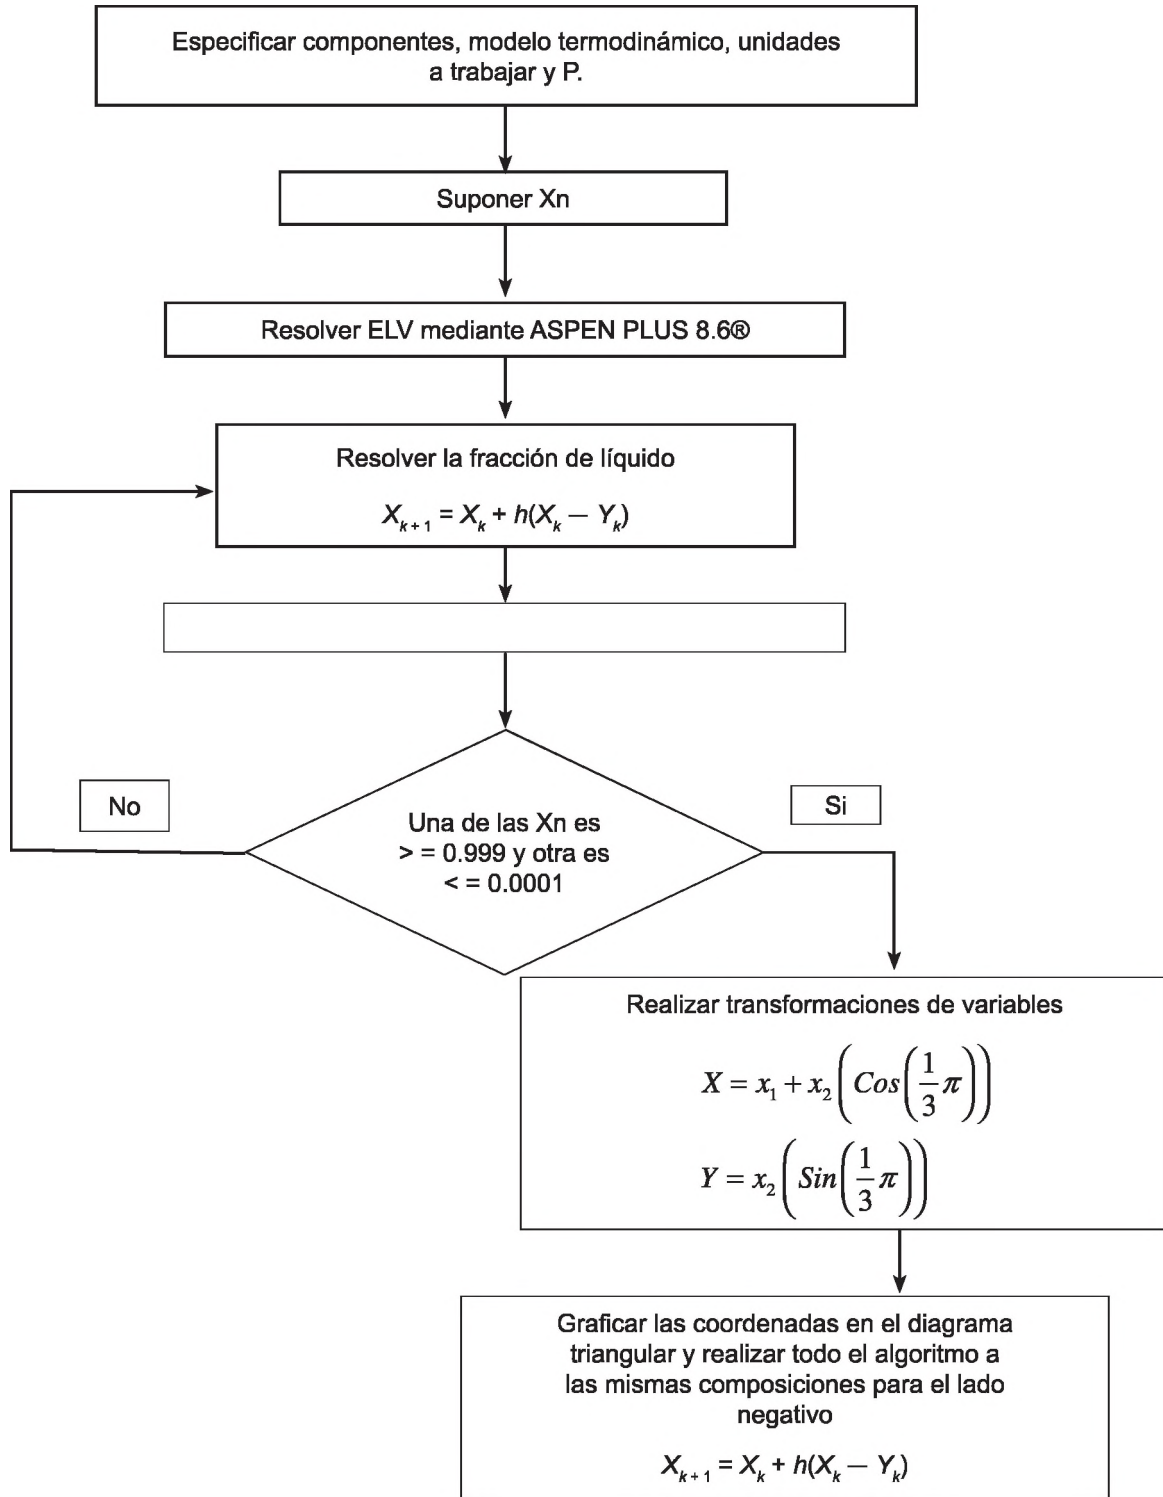 Especificar componentes, modelo termodinámico, unidades
a trabajar y P.
Suponer Xn
Resolver ELV mediante ASPEN PLUS 8.6®
Resolver la fracción de líquido
X_{k + 1} = X_k + h(X_k — Y_k)
No
Una de las Xn es
> = 0.999 y otra es
< = 0.0001
Si
Realizar transformaciones de variables
X = x_1 + x_2 ( Cos ( 1/3 π ) )
Y = x_2 ( Sin ( 1/3 π ) )
Graficar las coordenadas en el diagrama
triangular y realizar todo el algoritmo a
las mismas composiciones para el lado
negativo
X_{k + 1} = X_k + h(X_k — Y_k)